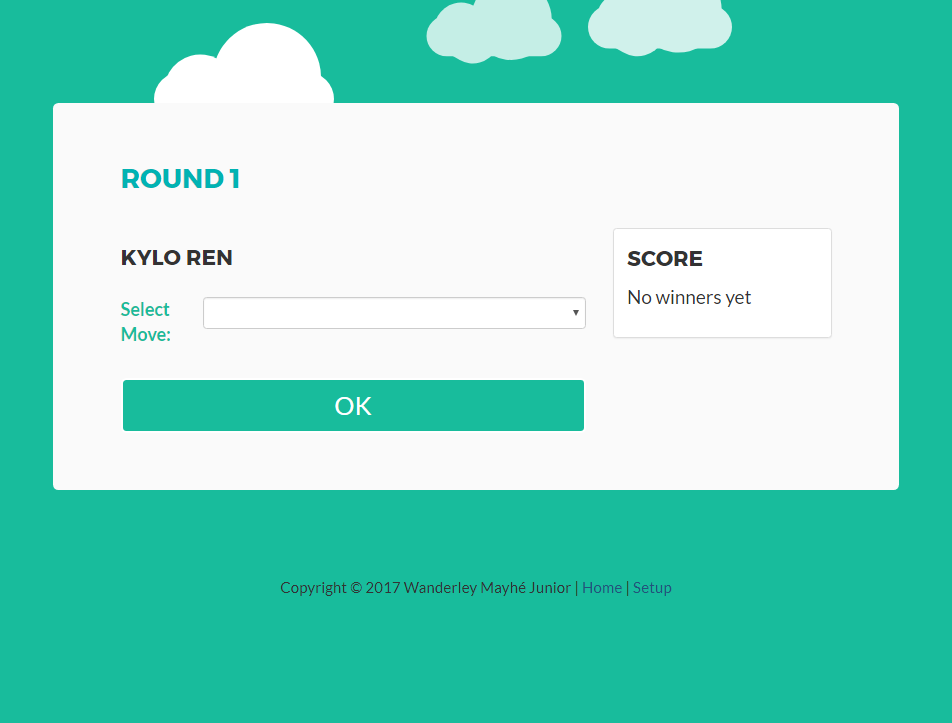 ROUND 1
KYLO REN
Select
Move:
OK
SCORE
No winners yet
Copyright © 2017 Wanderley Mayhé Junior | Home | Setup